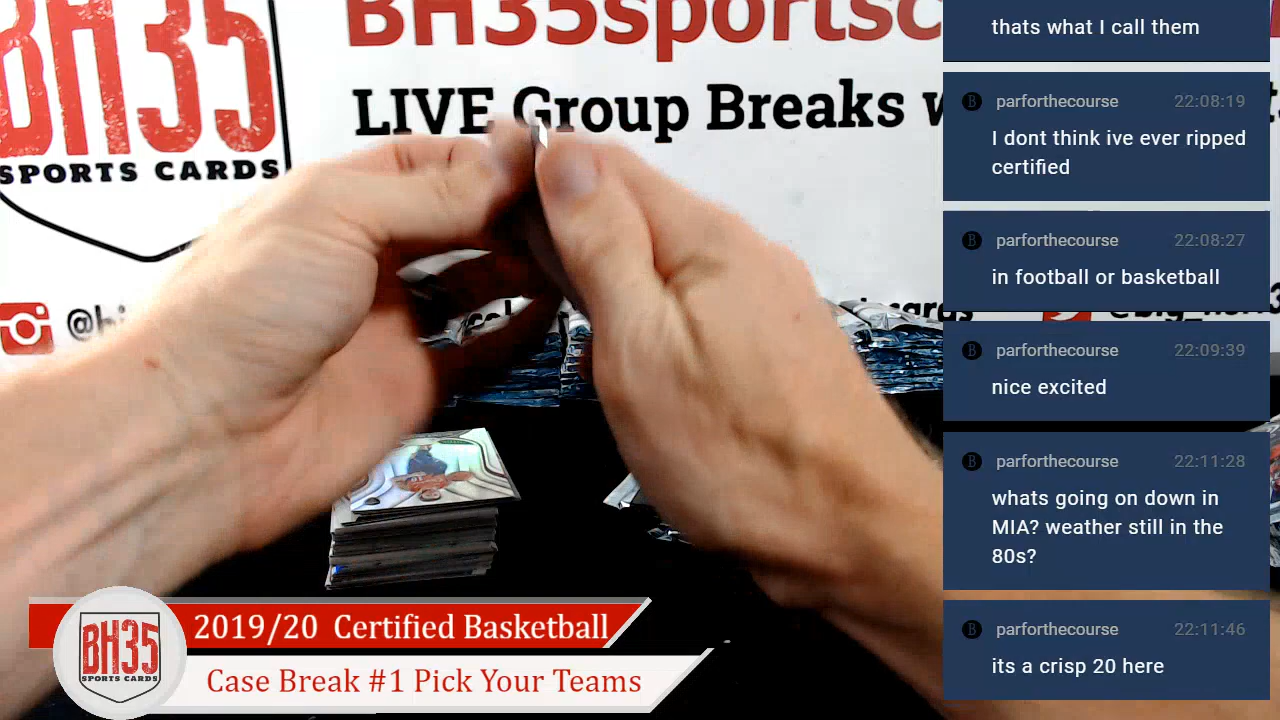 BH35
SPORTS CARDS
BH35sportsc
LIVE Group Breaks w
thats what I call them
parforthecourse 22:08:19
I dont think ive ever ripped
certified
parforthecourse 22:08:27
in football or basketball
parforthecourse 22:09:39
nice excited
parforthecourse 22:11:28
whats going on down in
MIA? weather still in the
80s?
parforthecourse 22:11:46
its a crisp 20 here
BH35
SPORTS CARDS
2019/20 Certified Basketball
Case Break #1 Pick Your Teams